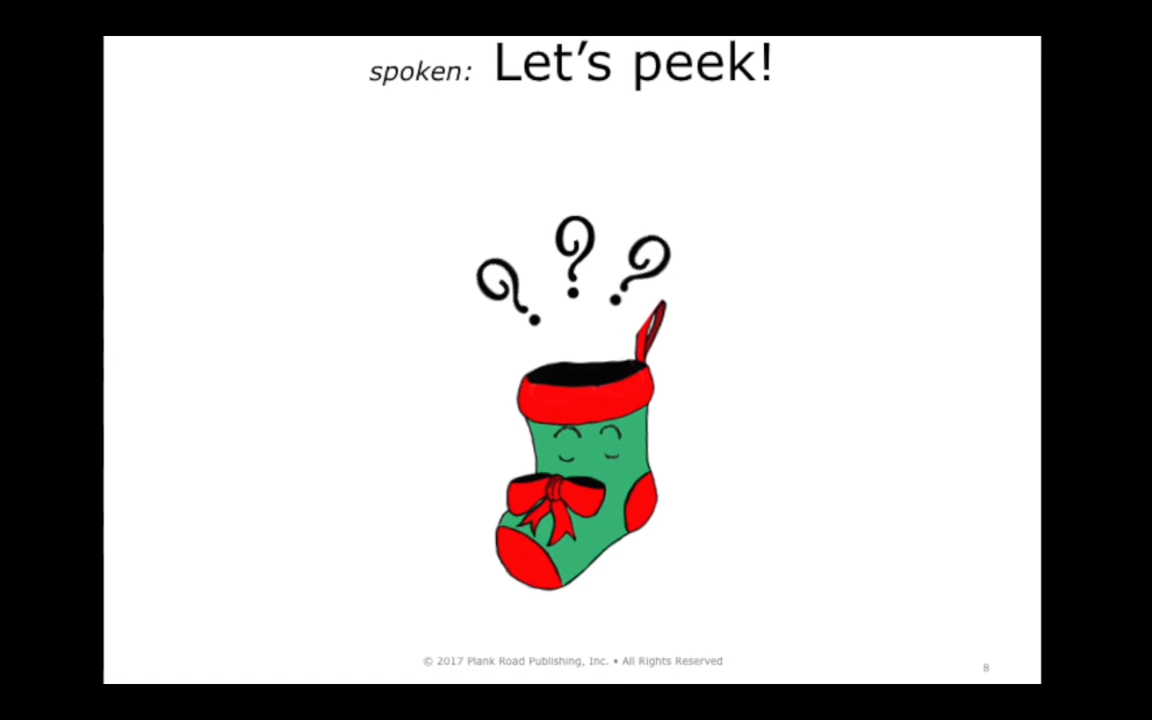 spoken: Let’s peek!
? ? ?
© 2017 Plank Road Publishing, Inc. • All Rights Reserved
8